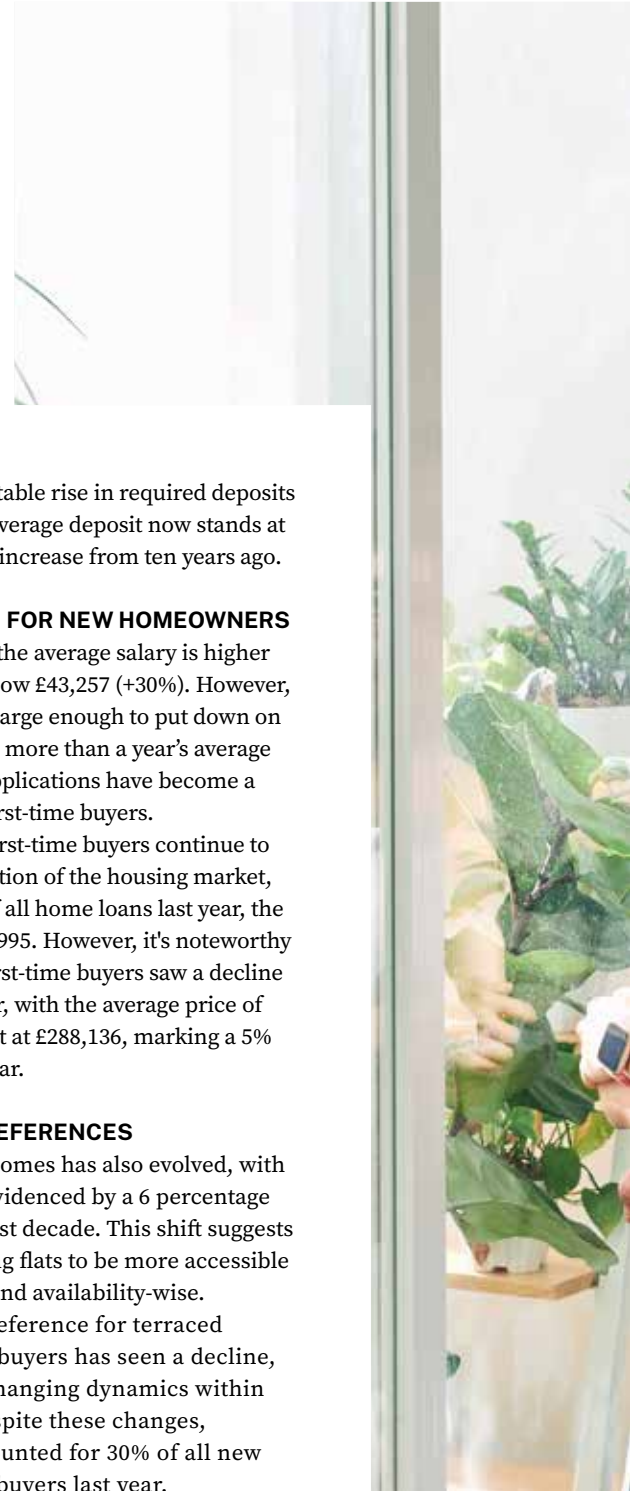 table rise in required deposits
verage deposit now stands at
increase from ten years ago.
FOR NEW HOMEOWNERS
the average salary is higher
ow £43,257 (+30%). However,
arge enough to put down on
more than a year's average
plications have become a
rst-time buyers.
rst-time buyers continue to
tion of the housing market,
all home loans last year, the
995. However, it's noteworthy
rst-time buyers saw a decline
, with the average price of
t at £288,136, marking a 5%
ar.
EFERENCES
omes has also evolved, with
videnced by a 6 percentage
st decade. This shift suggests
g flats to be more accessible
nd availability-wise.
eference for terraced
buyers has seen a decline,
hanging dynamics within
spite these changes,
unted for 30% of all new
buyers last year.